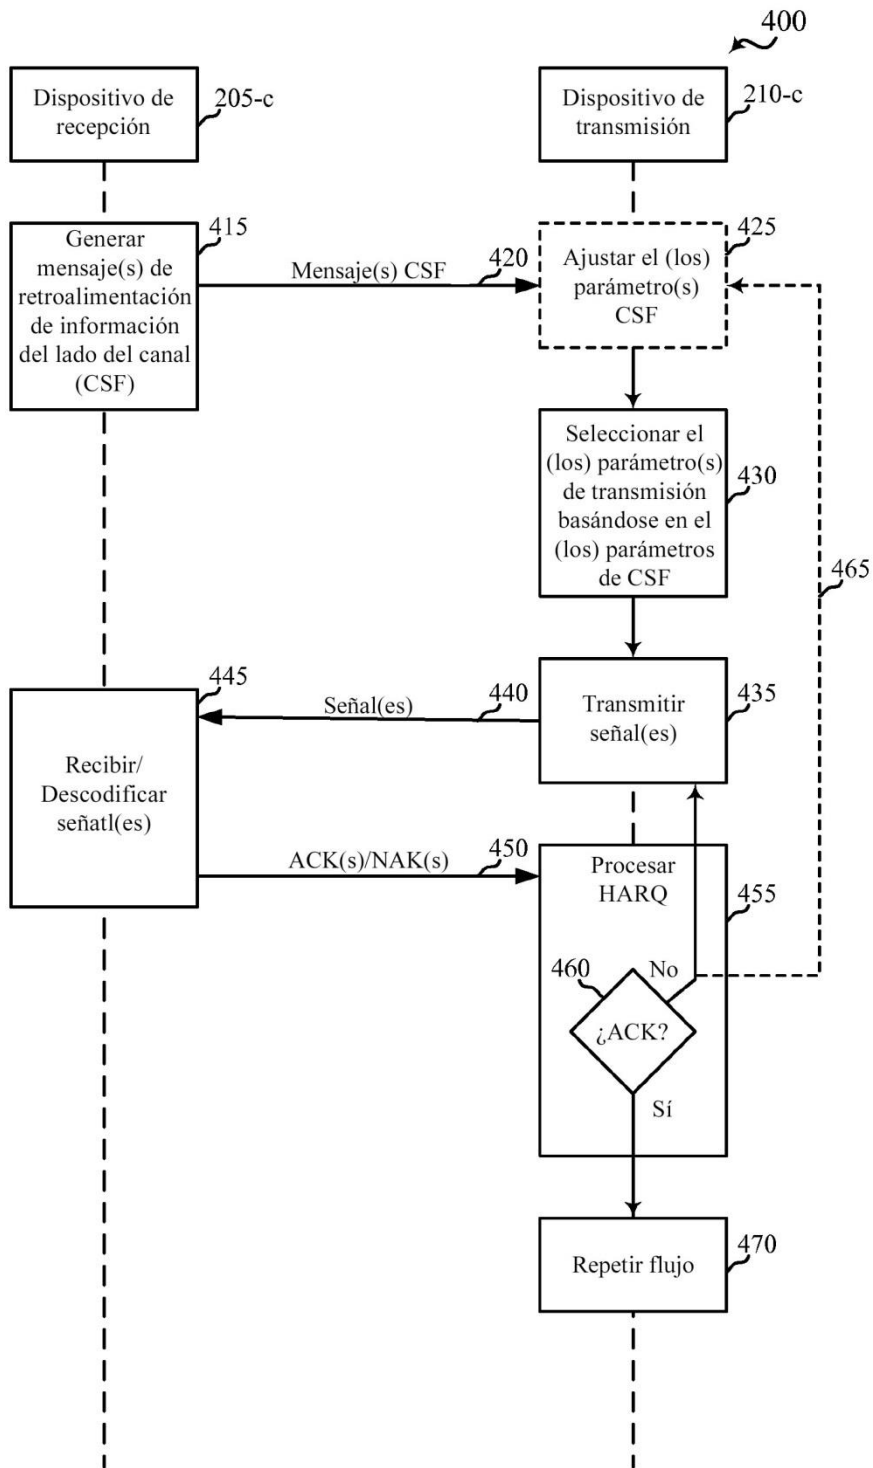 400
Dispositivo de
recepción
205-c
Dispositivo de
transmisión
210-c
Generar
mensaje(s) de
retroalimentación
de información
del lado del canal
(CSF)
415
Mensaje(s) CSF
420
Ajustar el (los)
parámetro(s)
CSF
425
Seleccionar el
(los) parámetro(s)
de transmisión
basándose en el
(los) parámetros
de CSF
430
465
Recibir/
Descodificar
señatl(es)
445
Señal(es)
440
Transmitir
señal(es)
435
ACK(s)/NAK(s)
450
Procesar
HARQ
455
460
No
¿ACK?
Sí
Repetir flujo
470